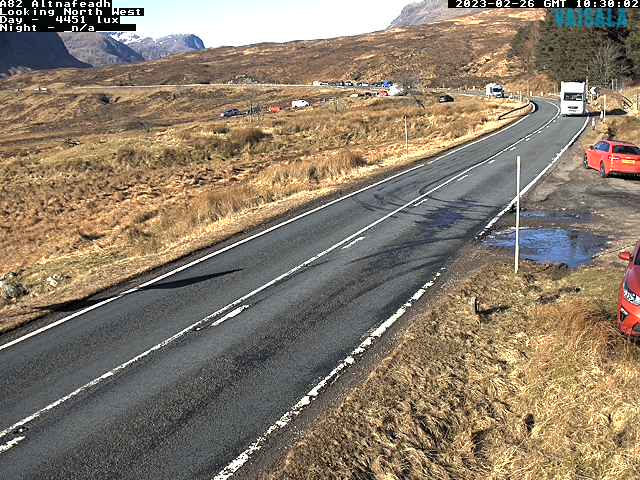 A82 Altnafeadh
Looking North West
Day - 4451 lux
Night - n/a
2023-02-26 GMT 10:30:02
VAISALA